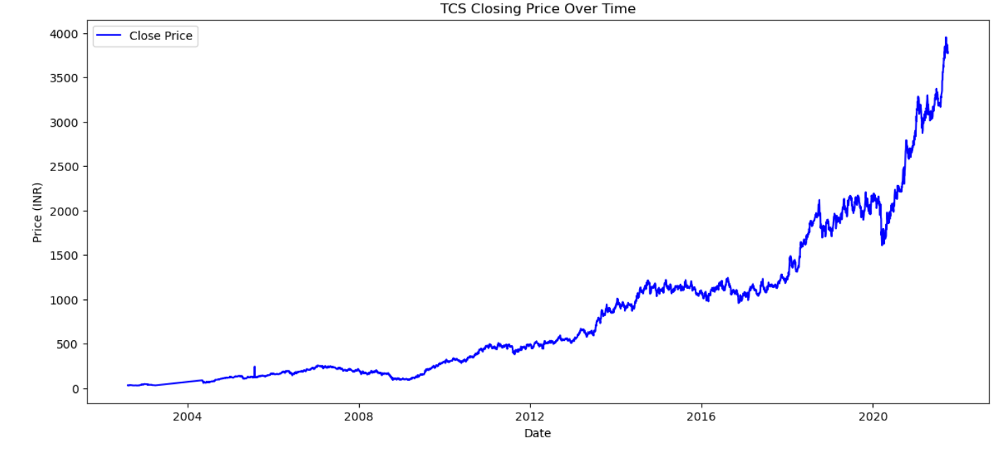 TCS Closing Price Over Time
Close Price
Price (INR)
4000
3500
3000
2500
2000
1500
1000
500
0
2004 2008 2012 2016 2020
Date